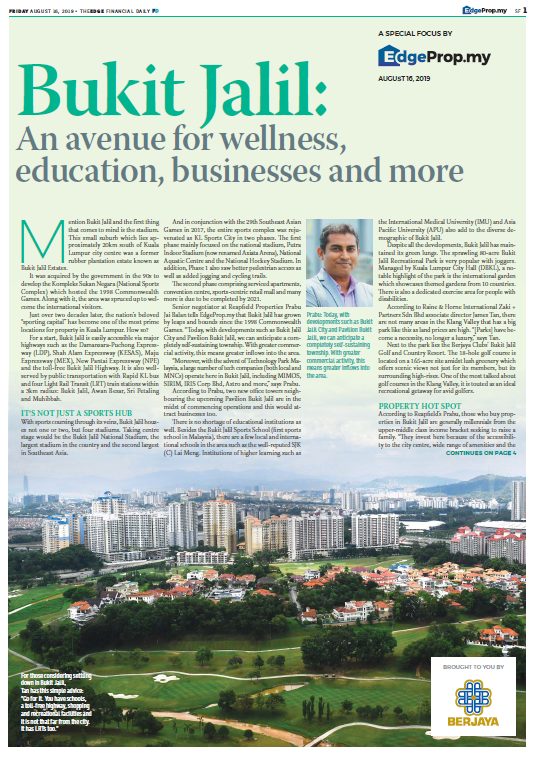 FRIDAY AUGUST 16, 2019 • THEEDGE FINANCIAL DAILY FD
EdgeProp.my SF 1
A SPECIAL FOCUS BY
EdgeProp.my
AUGUST 16, 2019
Bukit Jalil:
An avenue for wellness,
education, businesses and more
Mention Bukit Jalil and the first thing
that comes to mind is the stadium.
This small suburb which lies ap-
proximately 20km south of Kuala
Lumpur city centre was a former
rubber plantation estate known as
Bukit Jalil Estates.
It was acquired by the government in the 90s to
develop the Kompleks Sukan Negara (National Sports
Complex) which hosted the 1998 Commonwealth
Games. Along with it, the area was spruced up to wel-
come the international visitors.
Just over two decades later, the nation's beloved
"sporting capital" has become one of the most prime
locations for property in Kuala Lumpur. How so?
For a start, Bukit Jalil is easily accessible via major
highways such as the Damansara-Puchong Express-
way (LDP), Shah Alam Expressway (KESAS), Maju
Expressway (MEX), New Pantai Expressway (NPE)
and the toll-free Bukit Jalil Highway. It is also well-
served by public transportation with Rapid KL bus
and four Light Rail Transit (LRT) train stations within
a 3km radius: Bukit Jalil, Awan Besar, Sri Petaling
and Muhibbah.
IT'S NOT JUST A SPORTS HUB
With sports coursing through its veins, Bukit Jalil hous-
es not one or two, but four stadiums. Taking centre
stage would be the Bukit Jalil National Stadium, the
largest stadium in the country and the second largest
in Southeast Asia.
And in conjunction with the 29th Southeast Asian
Games in 2017, the entire sports complex was reju-
venated as KL Sports City in two phases. The first
phase mainly focused on the national stadium, Putra
Indoor Stadium (now renamed Axiata Arena), National
Aquatic Centre and the National Hockey Stadium. In
addition, Phase 1 also saw better pedestrian access as
well as added jogging and cycling trails.
The second phase comprising serviced apartments,
convention centre, sports-centric retail mall and many
more is due to be completed by 2021.
Senior negotiator at Reapfield Properties Prabu
Jai Balan tells EdgeProp.my that Bukit Jalil has grown
by leaps and bounds since the 1998 Commonwealth
Games. "Today, with developments such as Bukit Jalil
City and Pavilion Bukit Jalil, we can anticipate a com-
pletely self-sustaining township. With greater commer-
cial activity, this means greater inflows into the area.
"Moreover, with the advent of Technology Park Ma-
laysia, a large number of tech companies (both local and
MNCs) operate here in Bukit Jalil, including MIMOS,
SIRIM, IRIS Corp Bhd, Astro and more," says Prabu.
According to Prabu, two new office towers neigh-
bouring the upcoming Pavilion Bukit Jalil are in the
midst of commencing operations and this would at-
tract businesses too.
There is no shortage of educational institutions as
well. Besides the Bukit Jalil Sports School (first sports
school in Malaysia), there are a few local and interna-
tional schools in the area such as the well-reputed SJK
(C) Lai Meng. Institutions of higher learning such as
Prabu: Today, with
developments such as Bukit
Jalil City and Pavilion Bukit
Jalil, we can anticipate a
completely self-sustaining
township. With greater
commercial activity, this
means greater inflows into
the area.
the International Medical University (IMU) and Asia
Pacific University (APU) also add to the diverse de-
mographic of Bukit Jalil.
Despite all the developments, Bukit Jalil has main-
tained its green lungs. The sprawling 80-acre Bukit
Jalil Recreational Park is very popular with joggers.
Managed by Kuala Lumpur City Hall (DBKL), a no-
table highlight of the park is the international garden
which showcases themed gardens from 10 countries.
There is also a dedicated exercise area for people with
disabilities.
According to Raine & Horne International Zaki +
Partners Sdn Bhd associate director James Tan, there
are not many areas in the Klang Valley that has a big
park like this as land prices are high. "[Parks] have be-
come a necessity, no longer a luxury," says Tan.
Next to the park lies the Berjaya Clubs' Bukit Jalil
Golf and Country Resort. The 18-hole golf course is
located on a 165-acre site amidst lush greenery which
offers scenic views not just for its members, but its
surrounding high-rises. One of the most talked about
golf courses in the Klang Valley, it is touted as an ideal
recreational getaway for avid golfers.
PROPERTY HOT SPOT
According to Reapfield's Prabu, those who buy prop-
erties in Bukit Jalil are generally millennials from the
upper-middle class income bracket seeking to raise a
family. "They invest here because of the accessibili-
ty to the city centre, wide range of amenities and the
CONTINUES ON PAGE 4
For those considering settling
down in Bukit Jalil,
Tan has this simple advice:
"Go for it. You have schools,
a toll-free highway, shopping
and recreational facilities and
it is not that far from the city.
It has LRTs too."
BROUGHT TO YOU BY
BERJAYA